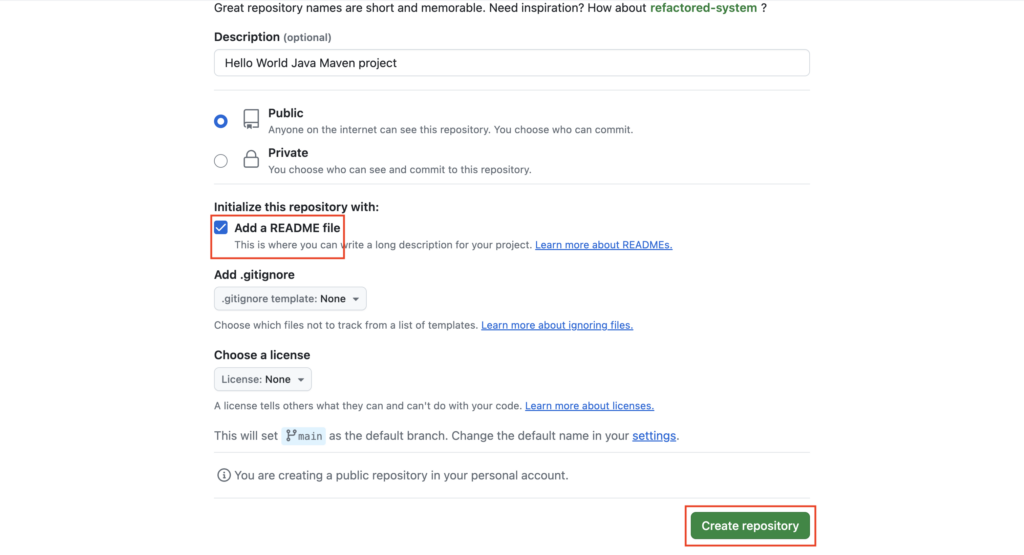 Great repository names are short and memorable. Need inspiration? How about refactored-system ?
Description (optional)
Hello World Java Maven project
Public
Anyone on the internet can see this repository. You choose who can commit.
Private
You choose who can see and commit to this repository.
Initialize this repository with:
Add a README file
This is where you can write a long description for your project. Learn more about READMEs.
Add .gitignore
.gitignore template: None
Choose which files not to track from a list of templates. Learn more about ignoring files.
Choose a license
License: None
A license tells others what they can and can't do with your code. Learn more about licenses.
This will set main as the default branch. Change the default name in your settings.
You are creating a public repository in your personal account.
Create repository